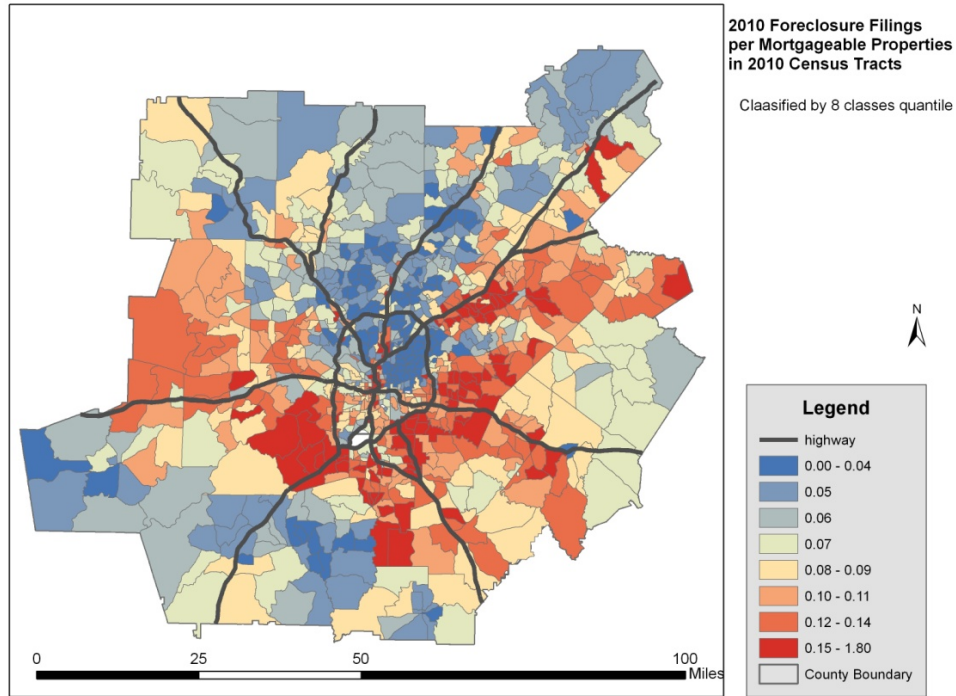 2010 Foreclosure Filings
per Mortgageable Properties
in 2010 Census Tracts
Claasified by 8 classes quantile
N
Legend
highway
0.00 - 0.04
0.05
0.06
0.07
0.08 - 0.09
0.10 - 0.11
0.12 - 0.14
0.15 - 1.80
County Boundary
0 25 50 100
Miles